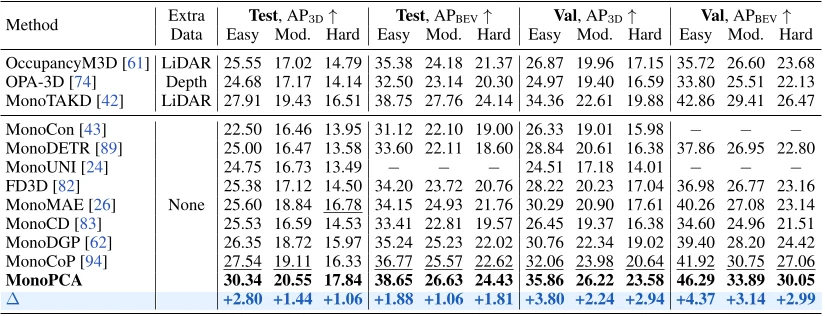 Method Extra Data Test, AP3D ↑ Test, APBEV ↑ Val, AP3D ↑ Val, APBEV ↑
Easy Mod. Hard Easy Mod. Hard Easy Mod. Hard Easy Mod. Hard
OccupancyM3D [61] LiDAR 25.55 17.02 14.79 35.38 24.18 21.37 26.87 19.96 17.15 35.72 26.60 23.68
OPA-3D [74] Depth 24.68 17.17 14.14 32.50 23.14 20.30 24.97 19.40 16.59 33.80 25.51 22.13
MonoTAKD [42] LiDAR 27.91 19.43 16.51 38.75 27.76 24.14 34.36 22.61 19.88 42.86 29.41 26.47
MonoCon [43] 22.50 16.46 13.95 31.12 22.10 19.00 26.33 19.01 15.98 − − −
MonoDETR [89] 25.00 16.47 13.58 33.60 22.11 18.60 28.84 20.61 16.38 37.86 26.95 22.80
MonoUNI [24] 24.75 16.73 13.49 − − − 24.51 17.18 14.01 − − −
FD3D [82] 25.38 17.12 14.50 34.20 23.72 20.76 28.22 20.23 17.04 36.98 26.77 23.16
MonoMAE [26] None 25.60 18.84 16.78 34.15 24.93 21.76 30.29 20.90 17.61 40.26 27.08 23.14
MonoCD [83] 25.53 16.59 14.53 33.41 22.81 19.57 26.45 19.37 16.38 34.60 24.96 21.51
MonoDGP [62] 26.35 18.72 15.97 35.24 25.23 22.02 30.76 22.34 19.02 39.40 28.20 24.42
MonoCoP [94] 27.54 19.11 16.33 36.77 25.57 22.62 32.06 23.98 20.64 41.92 30.75 27.06
MonoPCA 30.34 20.55 17.84 38.65 26.63 24.43 35.86 26.22 23.58 46.29 33.89 30.05
Δ +2.80 +1.44 +1.06 +1.88 +1.06 +1.81 +3.80 +2.24 +2.94 +4.37 +3.14 +2.99